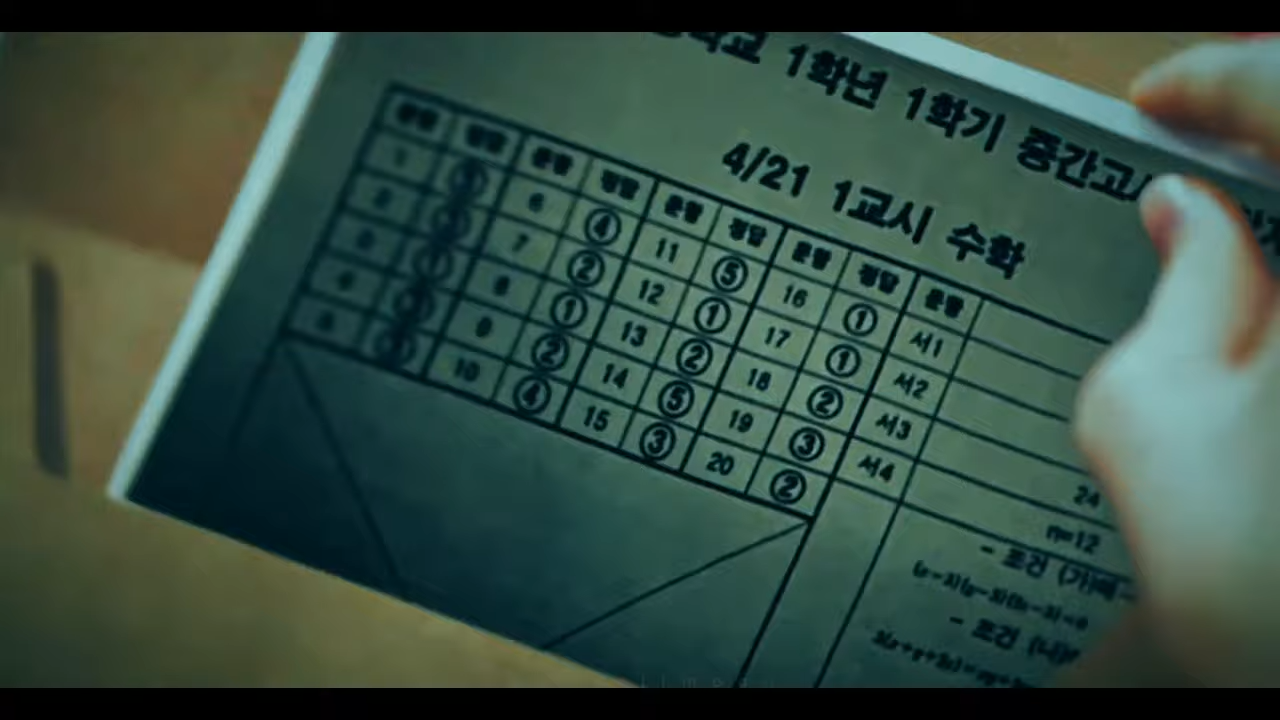 1학년 1학기 중간고사
4/21 1교시 수학
문항 정답 문항 정답 문항 정답 문항 정답 문항
1 6 ④ 11 ⑤ 16 ① 서1
2 7 ② 12 ① 17 ① 서2
3 8 ① 13 ② 18 ② 서3
4 9 ② 14 ⑤ 19 ③ 서4 24
5 10 ④ 15 ③ 20 ② n=12
- 조건 (가)에
- 조건 (나)